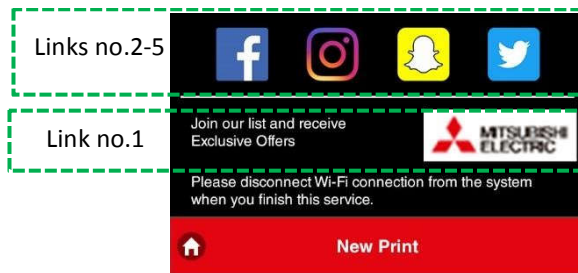 Links no.2-5
Link no.1
Join our list and receive
Exclusive Offers
MITSUBISHI
ELECTRIC
Please disconnect Wi-Fi connection from the system
when you finish this service.
New Print